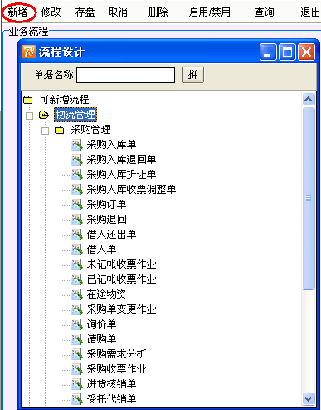 新增 修改 存盘 取消 删除 启用/禁用 查询 退出
业务流程
流程设计
单据名称 拼
可新增流程
物流管理
采购管理
采购入库单
采购入库退回单
采购入库折让单
采购入库收票调整单
采购订单
采购退回
借入还出单
借入单
未记帐收票作业
已记帐收票作业
在途物资
采购单变更作业
询价单
请购单
采购需求分析
采购收票作业
进货核销单
委托代销单